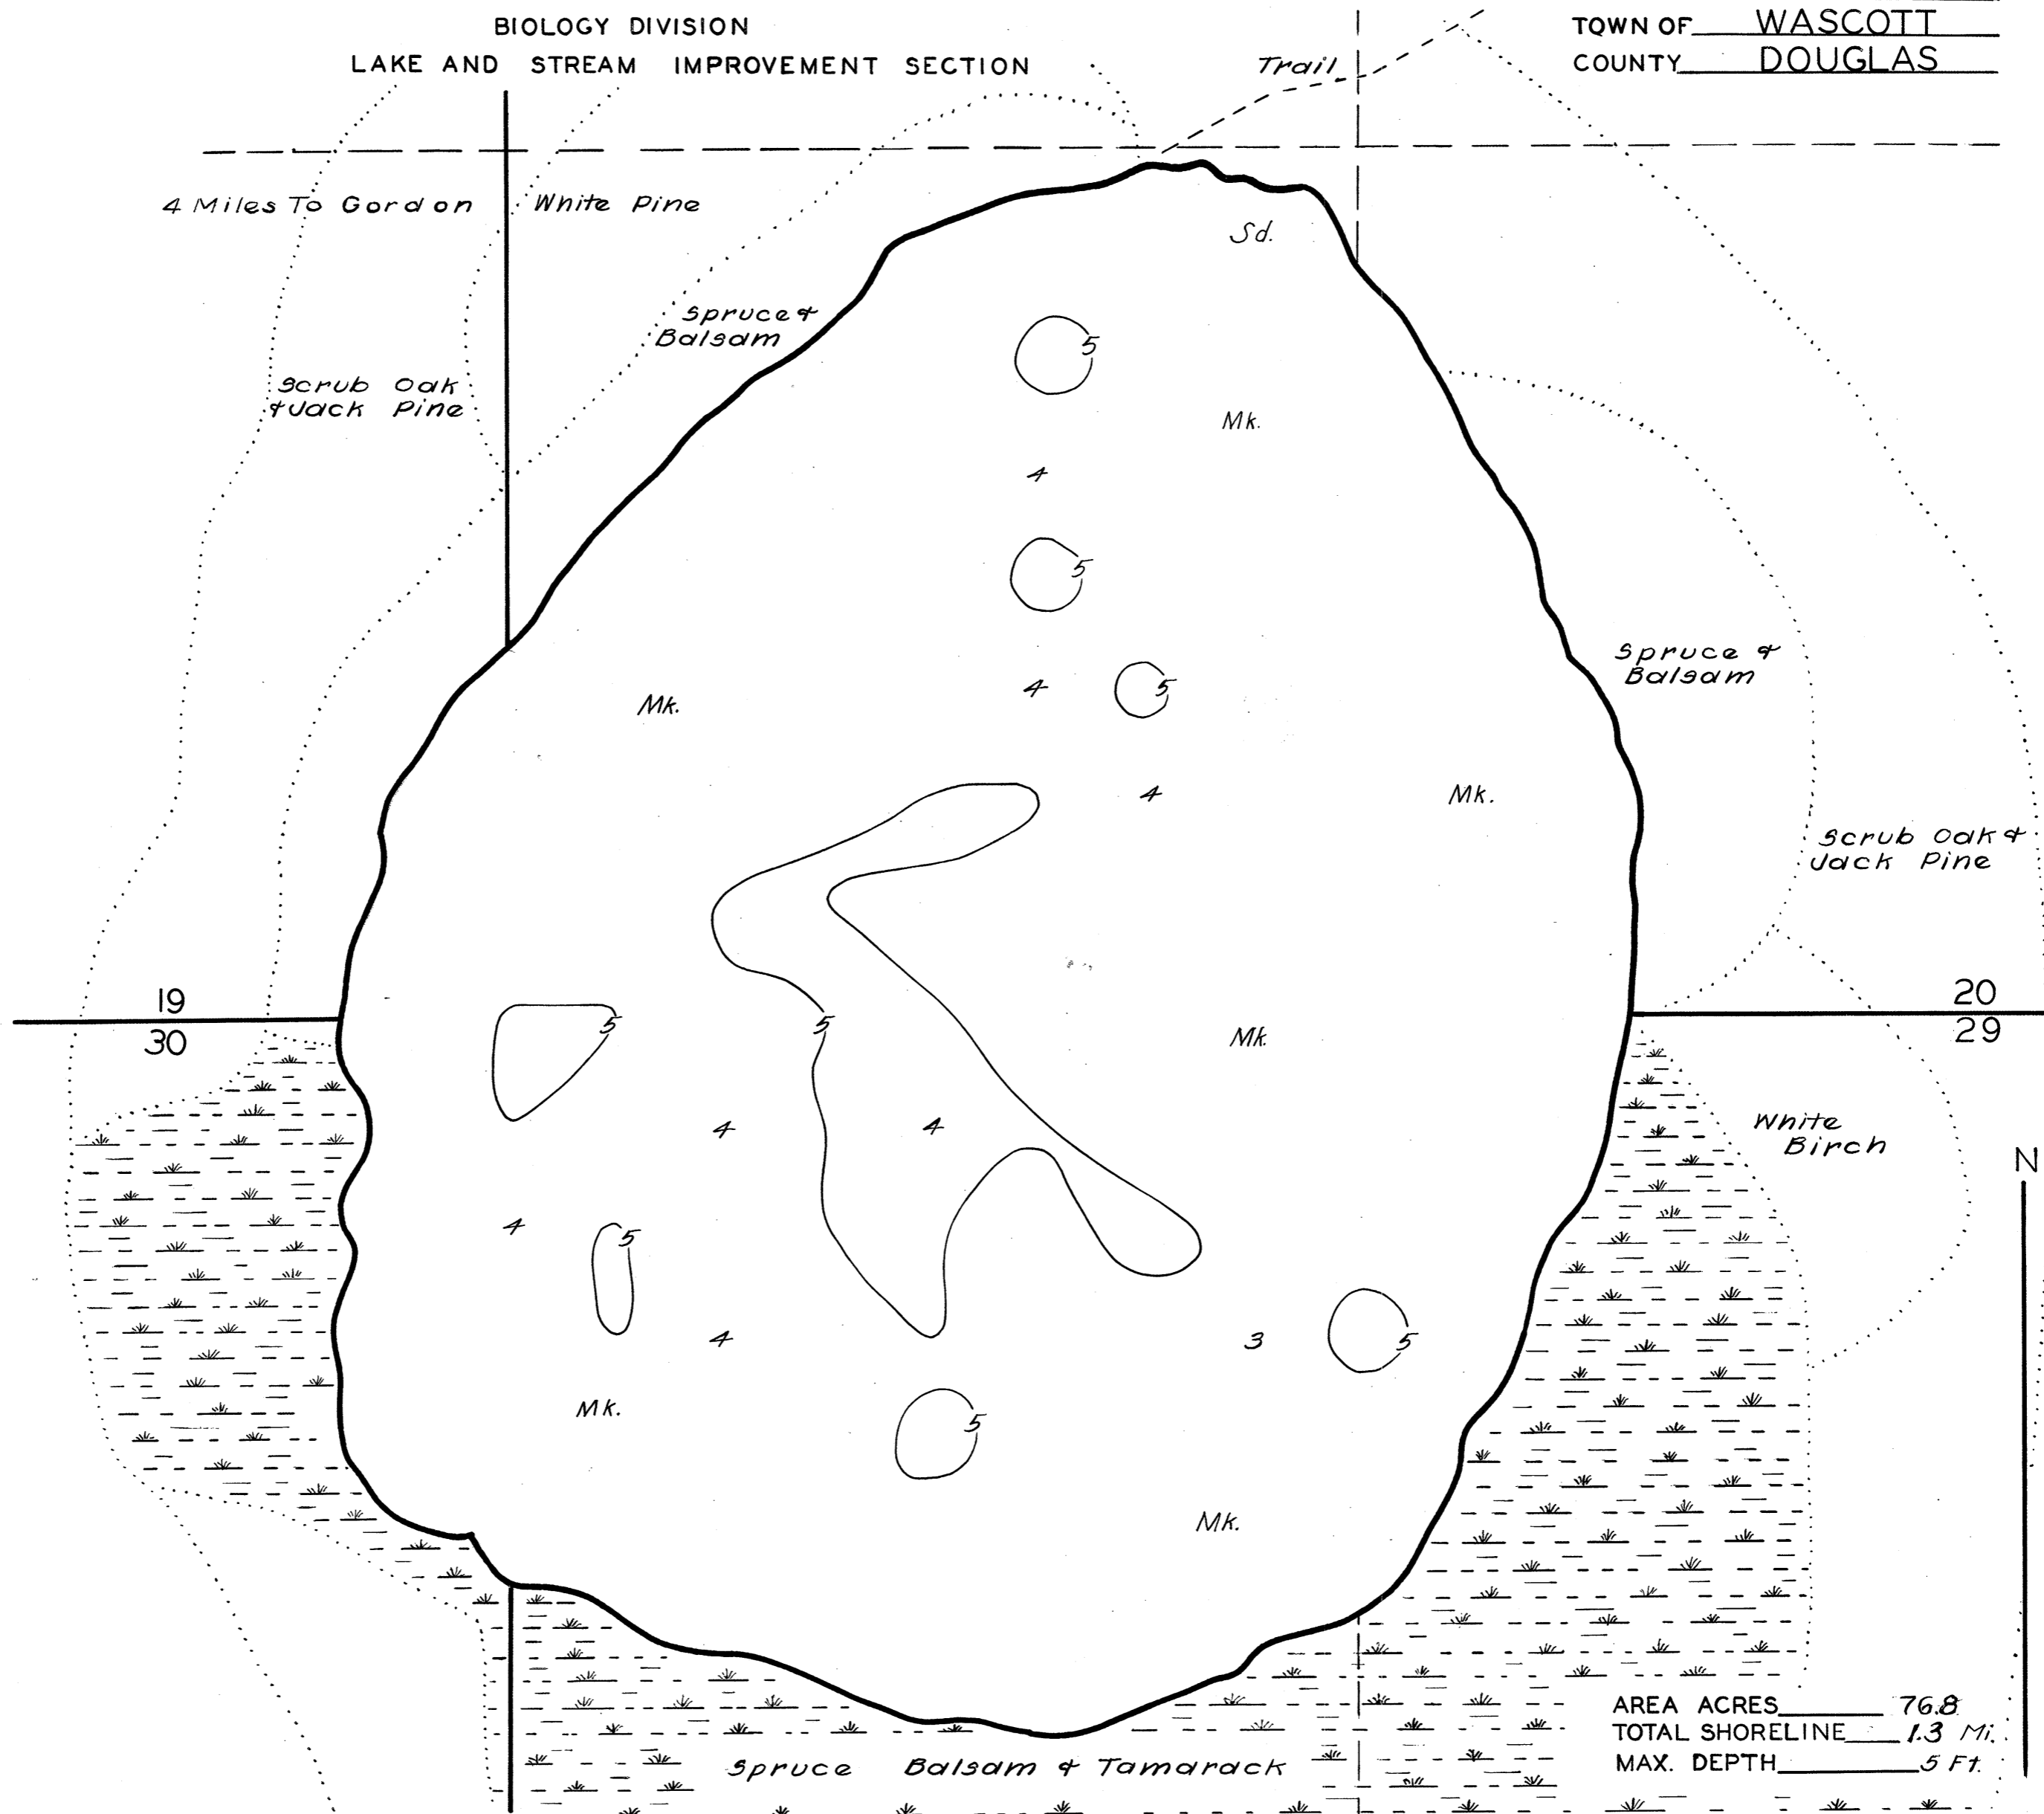 BIOLOGY DIVISION
LAKE AND STREAM IMPROVEMENT SECTION
TOWN OF WASCOTT
COUNTY DOUGLAS
Trail
4 Miles To Gordon
White Pine
Sd.
Spruce &
Balsam
5
Scrub Oak
& Jack Pine
Mk.
4
5
Spruce &
Balsam
4
5
Mk.
4
Mk.
Scrub Oak &
Jack Pine
19
20
30
29
5
5
Mk.
4
4
White
Birch
N
4
5
4
3
5
Mk.
5
Mk.
AREA ACRES 76.8
TOTAL SHORELINE 1.3 Mi.
MAX. DEPTH 5 Ft.
Spruce Balsam & Tamarack